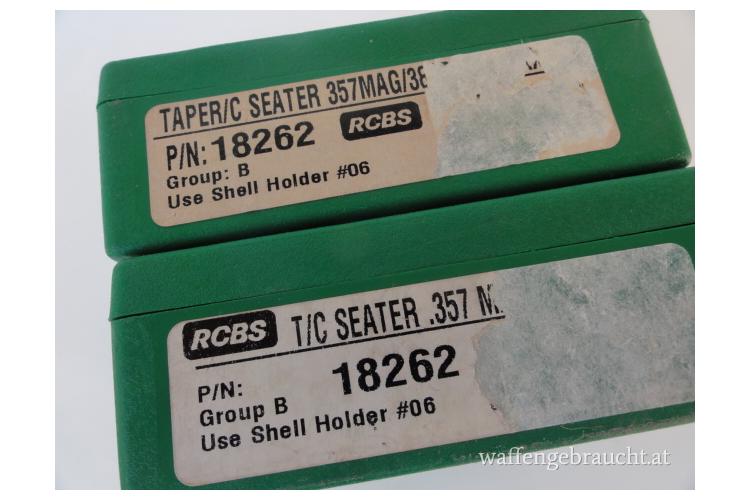 TAPER/C SEATER 357MAG/38
P/N: 18262 RCBS
Group: B
Use Shell Holder #06
RCBS T/C SEATER .357 M
P/N: 18262
Group B
Use Shell Holder #06
waffengebraucht.at